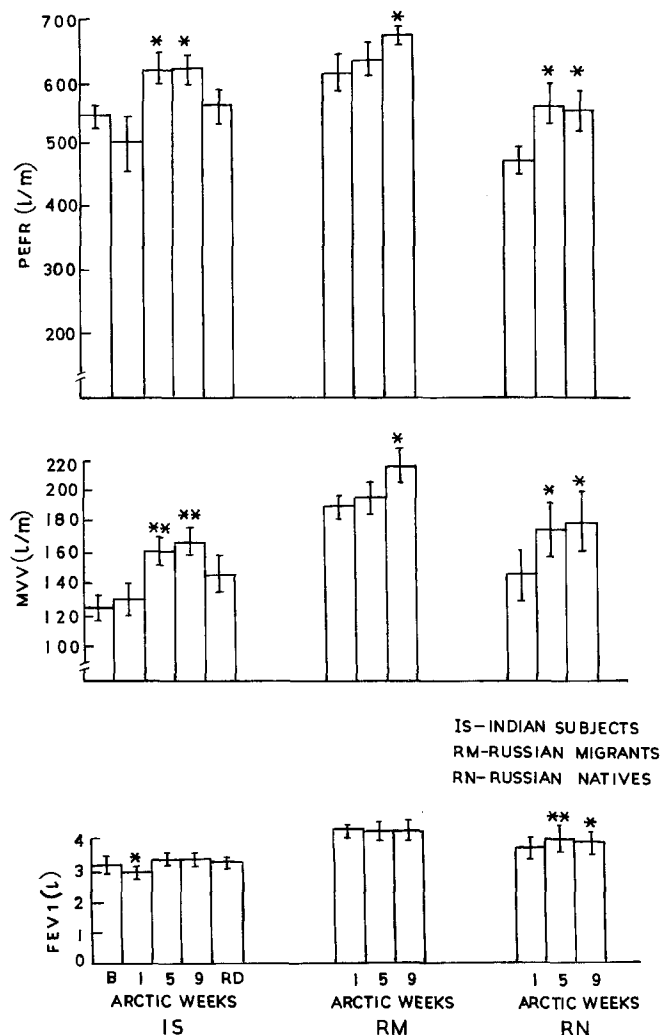 700
* *
*
600
* *
500
400
300
200
PEFR (l/m)
220
*
200
** **
* *
180
160
140
120
100
MVV (l/m)
IS-INDIAN SUBJECTS
RM-RUSSIAN MIGRANTS
RN-RUSSIAN NATIVES
4
*
** *
3
2
1
0
FEV1 (l)
B 1 5 9 RD
1 5 9
1 5 9
ARCTIC WEEKS
ARCTIC WEEKS
ARCTIC WEEKS
IS
RM
RN